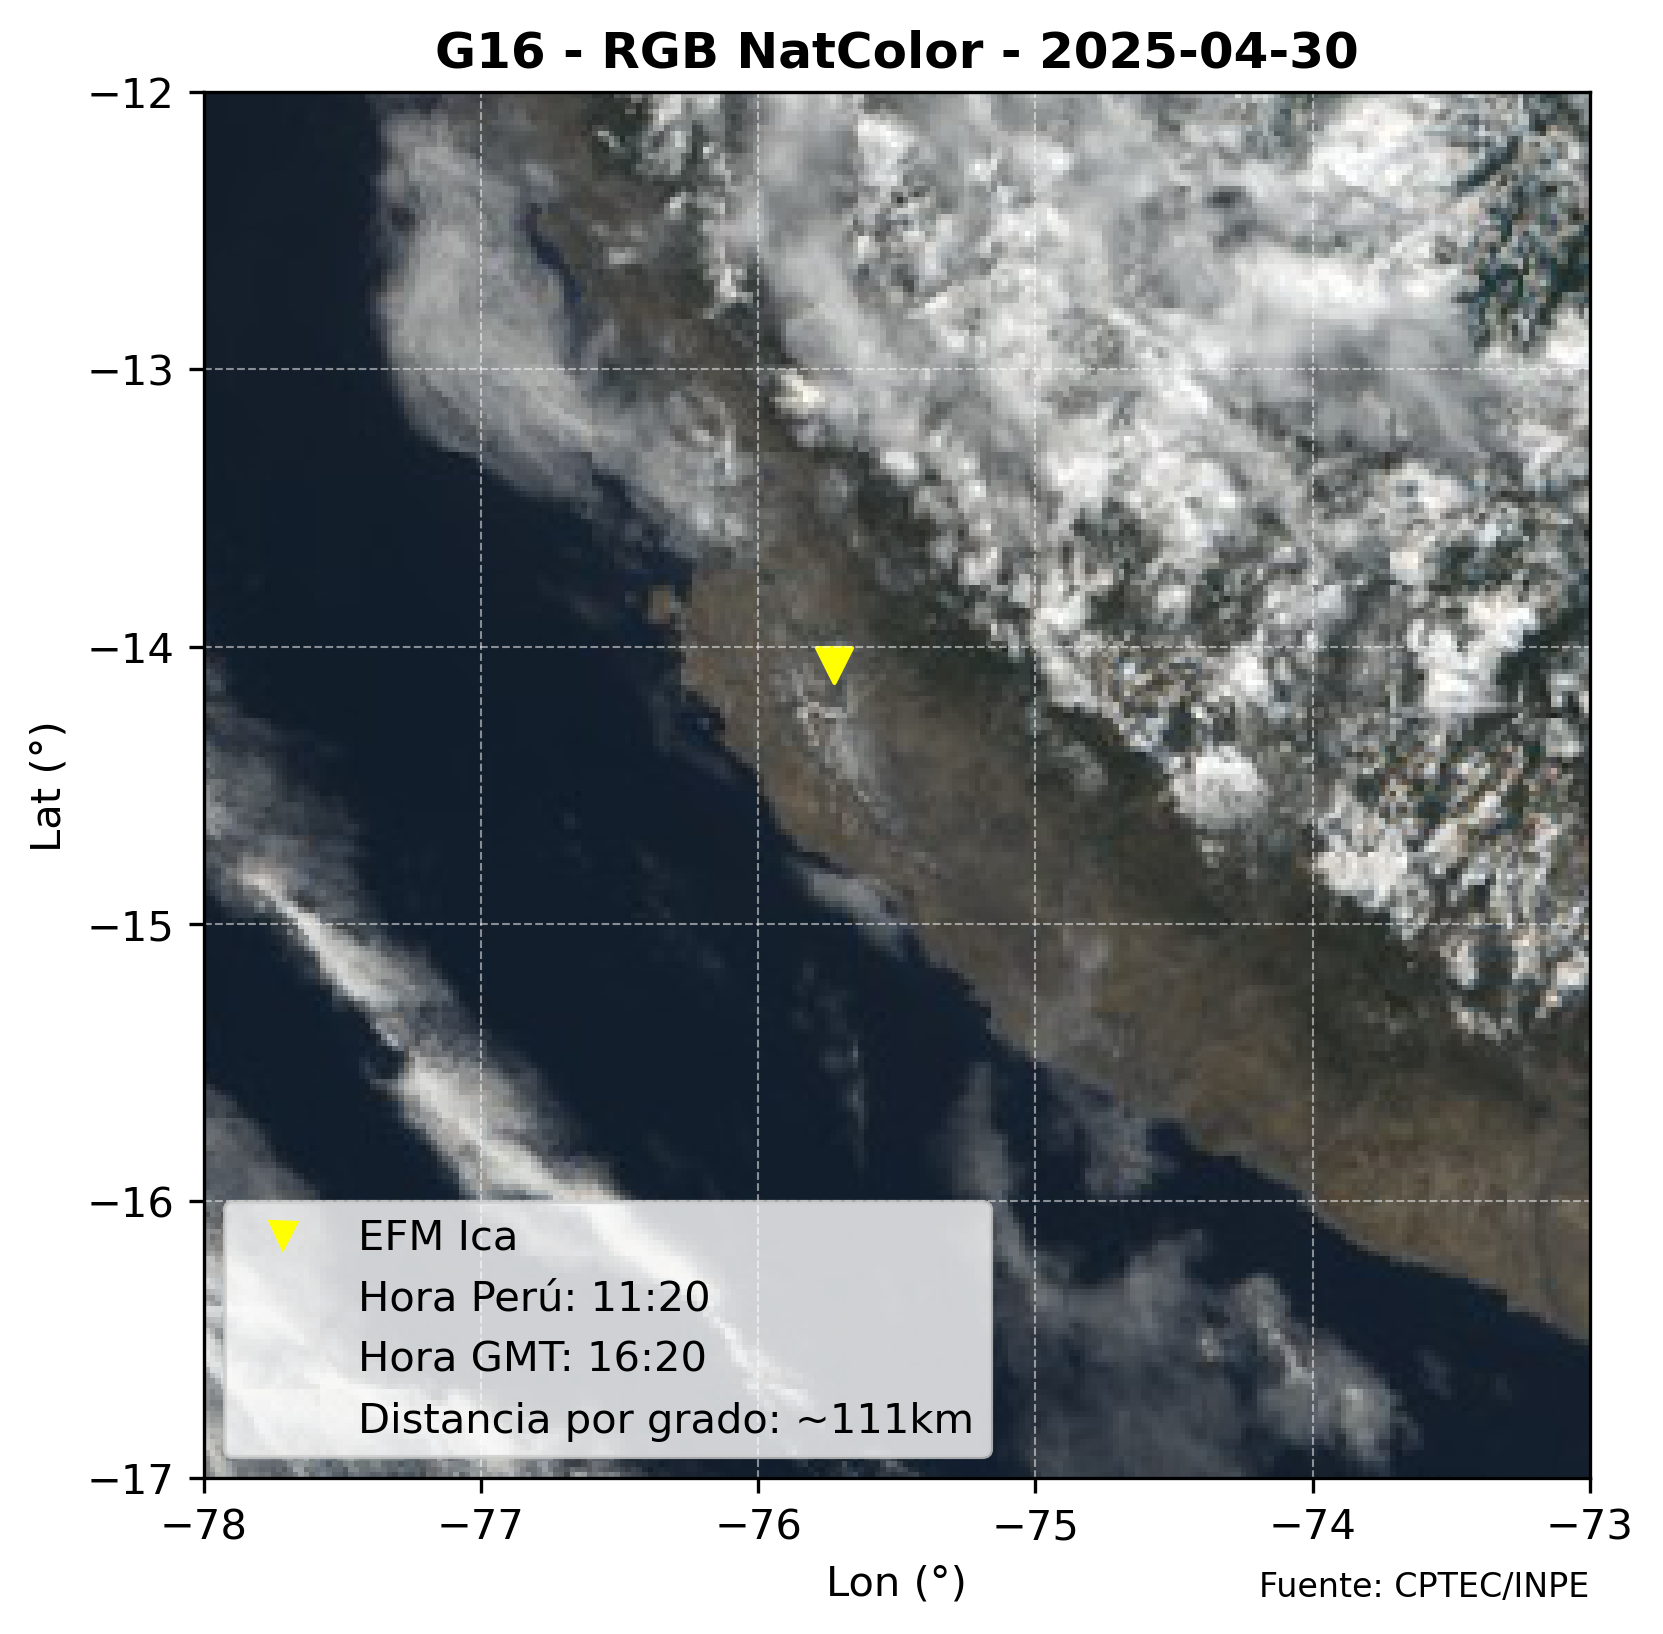 G16 - RGB NatColor - 2025-04-30
−12
−13
−14
−15
−16
−17
Lat (°)
EFM Ica
Hora Perú: 11:20
Hora GMT: 16:20
Distancia por grado: ~111km
−78 −77 −76 −75 −74 −73
Lon (°)
Fuente: CPTEC/INPE